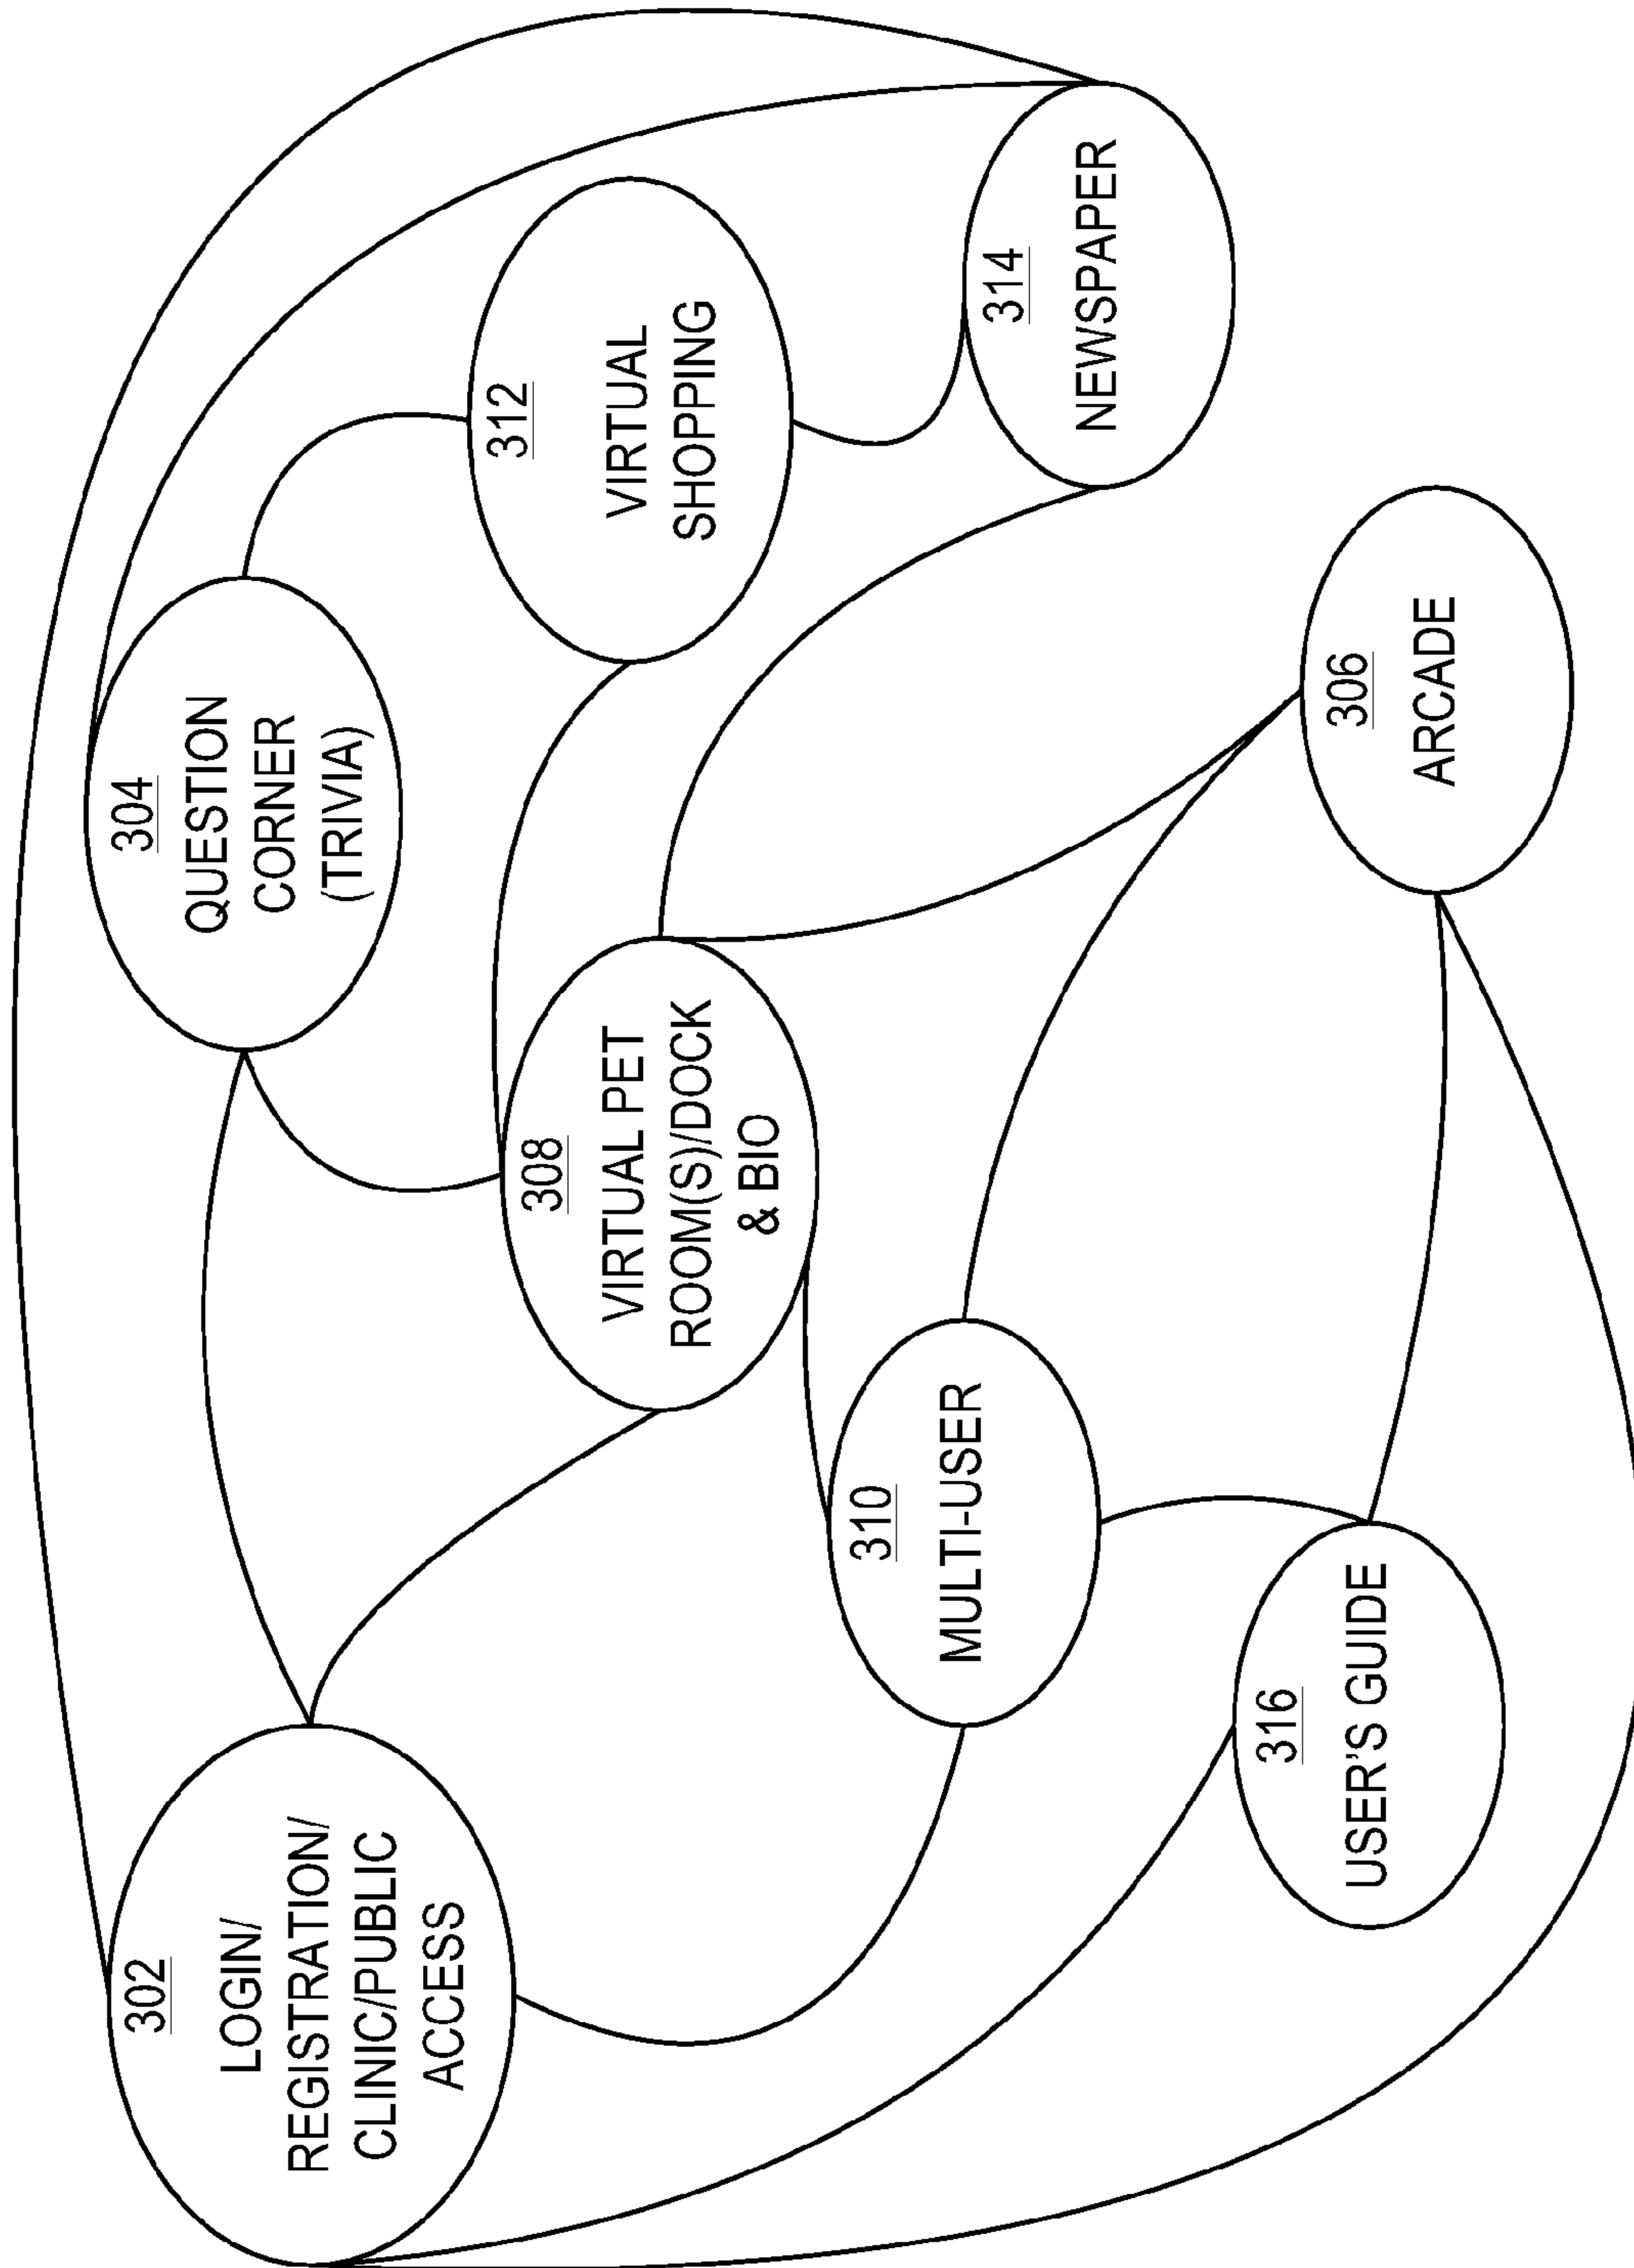 302
LOGIN/
REGISTRATION/
CLINIC/PUBLIC
ACCESS
304
QUESTION
CORNER
(TRIVIA)
308
VIRTUAL PET
ROOM(S)/DOCK
& BIO
312
VIRTUAL
SHOPPING
310
MULTI-USER
314
NEWSPAPER
316
USER'S GUIDE
306
ARCADE